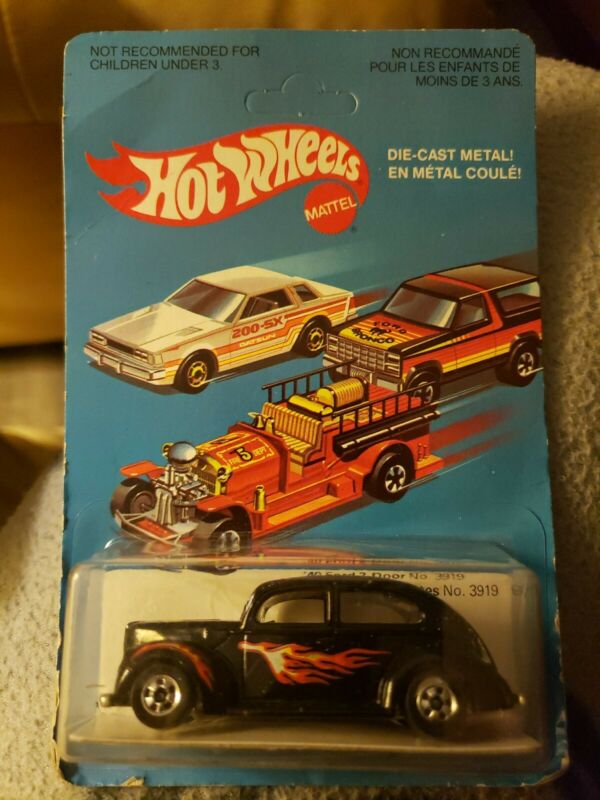 NOT RECOMMENDED FOR
CHILDREN UNDER 3.
NON RECOMMANDÉ
POUR LES ENFANTS DE
MOINS DE 3 ANS.
HOT WHEELS
MATTEL
®
DIE-CAST METAL!
EN MÉTAL COULÉ!
200-SX
DATSUN
FORD
BRONCO
5
DEPT
'40 Ford 2-Door No. 3919
No. 3919